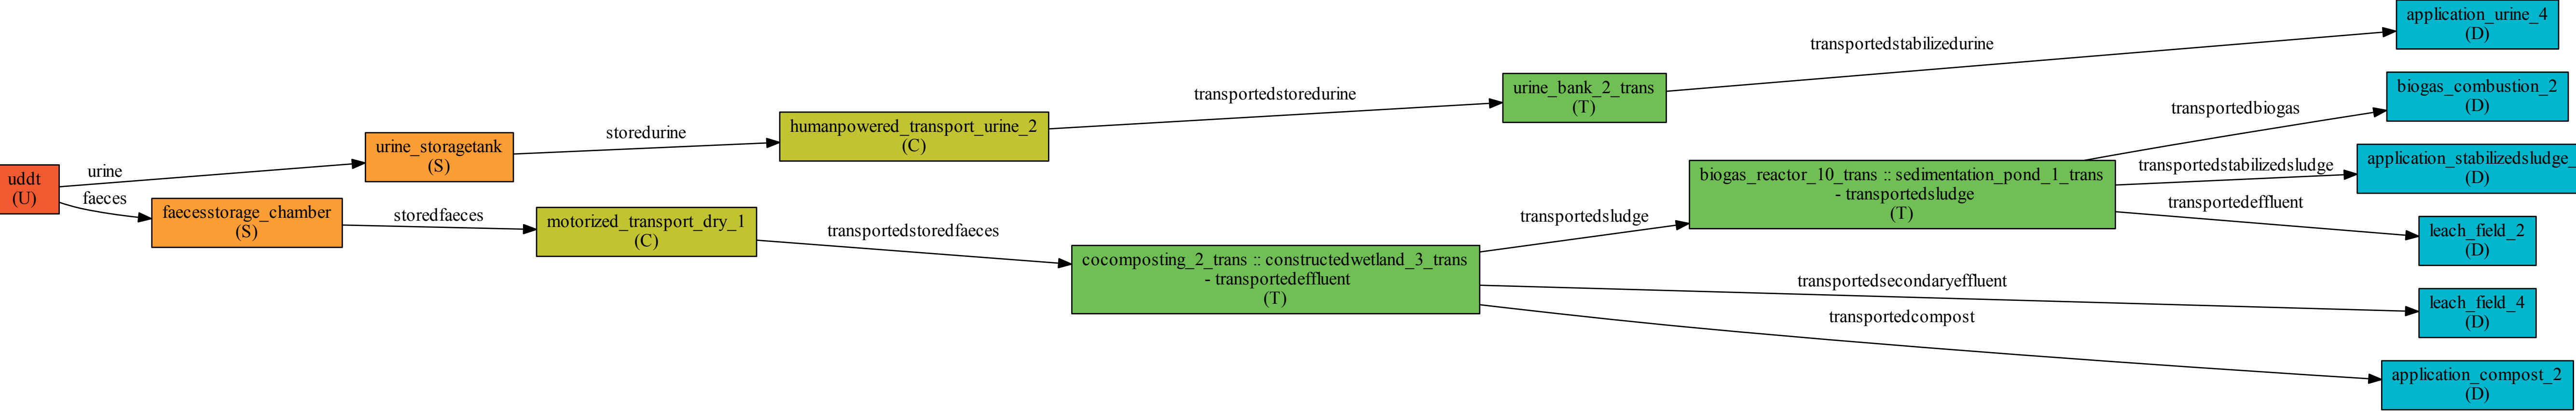 uddt
(U)
urine
faeces
urine_storagetank
(S)
faecesstorage_chamber
(S)
storedurine
storedfaeces
humanpowered_transport_urine_2
(C)
motorized_transport_dry_1
(C)
transportedstoredurine
transportedstoredfaeces
urine_bank_2_trans
(T)
cocomposting_2_trans :: constructedwetland_3_trans
- transportedeffluent
(T)
transportedsludge
biogas_reactor_10_trans :: sedimentation_pond_1_trans
- transportedsludge
(T)
transportedstabilizedurine
transportedbiogas
transportedstabilizedsludge
transportedeffluent
transportedsecondaryeffluent
transportedcompost
application_urine_4
(D)
biogas_combustion_2
(D)
application_stabilizedsludge_
(D)
leach_field_2
(D)
leach_field_4
(D)
application_compost_2
(D)